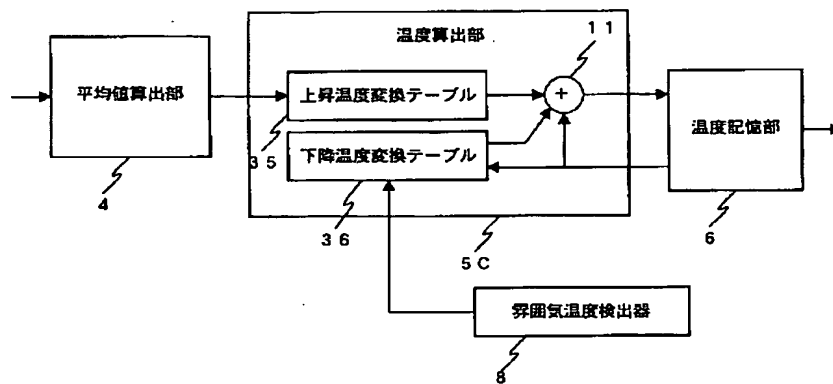 温度算出部
11
平均値算出部
上昇温度変換テーブル
+
温度記憶部
35
下降温度変換テーブル
4
36
5C
6
雰囲気温度検出器
8